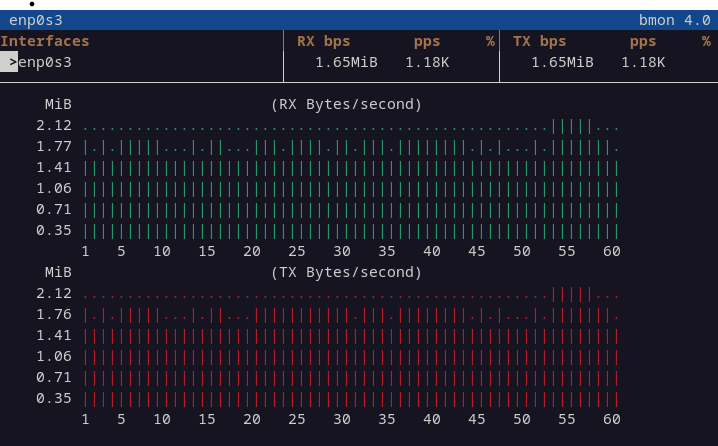 enp0s3 bmon 4.0
Interfaces RX bps pps % TX bps pps %
>enp0s3 1.65MiB 1.18K 1.65MiB 1.18K
MiB (RX Bytes/second)
2.12 ....................................................|||||...
1.77 |.|.|||||...|.||...|||.||||.||.|||.||||||||.|.|...|.|||||||.
1.41 ||||||||||||||||||||||||||||||||||||||||||||||||||||||||||||
1.06 ||||||||||||||||||||||||||||||||||||||||||||||||||||||||||||
0.71 ||||||||||||||||||||||||||||||||||||||||||||||||||||||||||||
0.35 ||||||||||||||||||||||||||||||||||||||||||||||||||||||||||||
1 5 10 15 20 25 30 35 40 45 50 55 60
MiB (TX Bytes/second)
2.12 ....................................................|||||...
1.76 |.|.|||||...|.||...|||||||||||.|||.||||||||.|.|...|.|||||||.
1.41 ||||||||||||||||||||||||||||||||||||||||||||||||||||||||||||
1.06 ||||||||||||||||||||||||||||||||||||||||||||||||||||||||||||
0.71 ||||||||||||||||||||||||||||||||||||||||||||||||||||||||||||
0.35 ||||||||||||||||||||||||||||||||||||||||||||||||||||||||||||
1 5 10 15 20 25 30 35 40 45 50 55 60